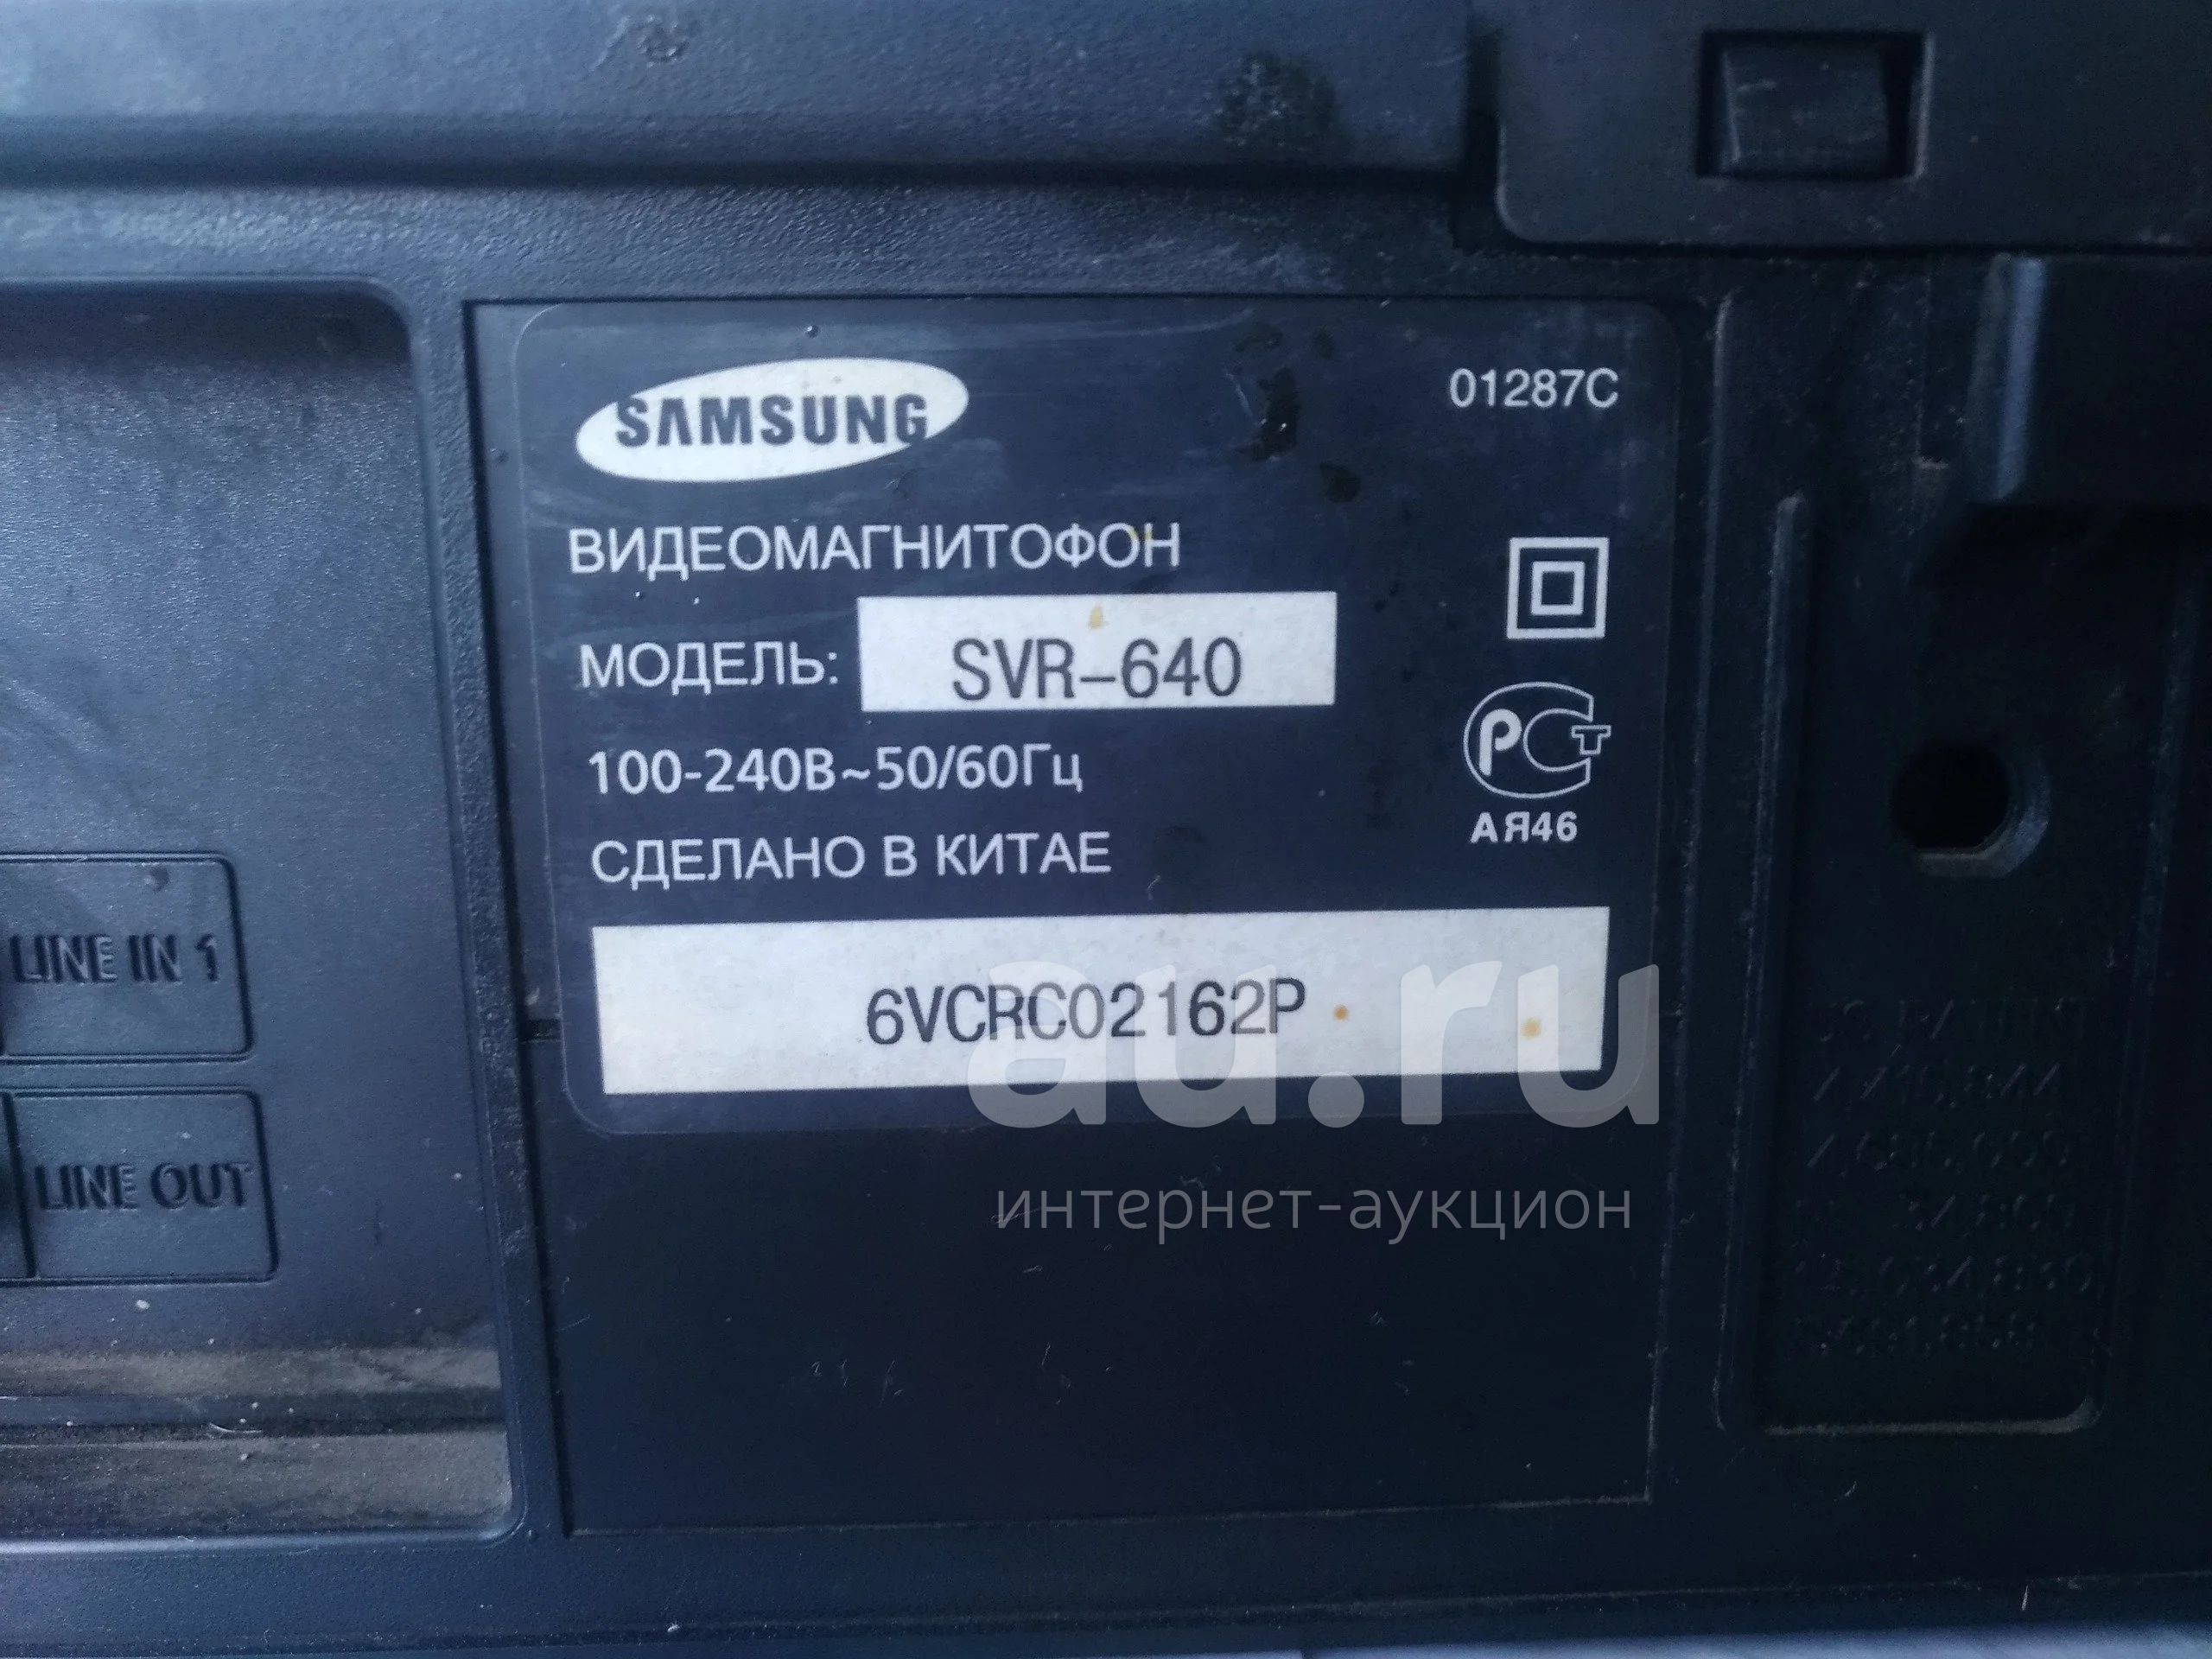 SAMSUNG
01287C
ВИДЕОМАГНИТОФОН
МОДЕЛЬ: SVR-640
100-240В~50/60Гц
РСТ
АЯ46
СДЕЛАНО В КИТАЕ
6VCRC02162P
LINE IN 1
LINE OUT
au.ru
интернет-аукцион